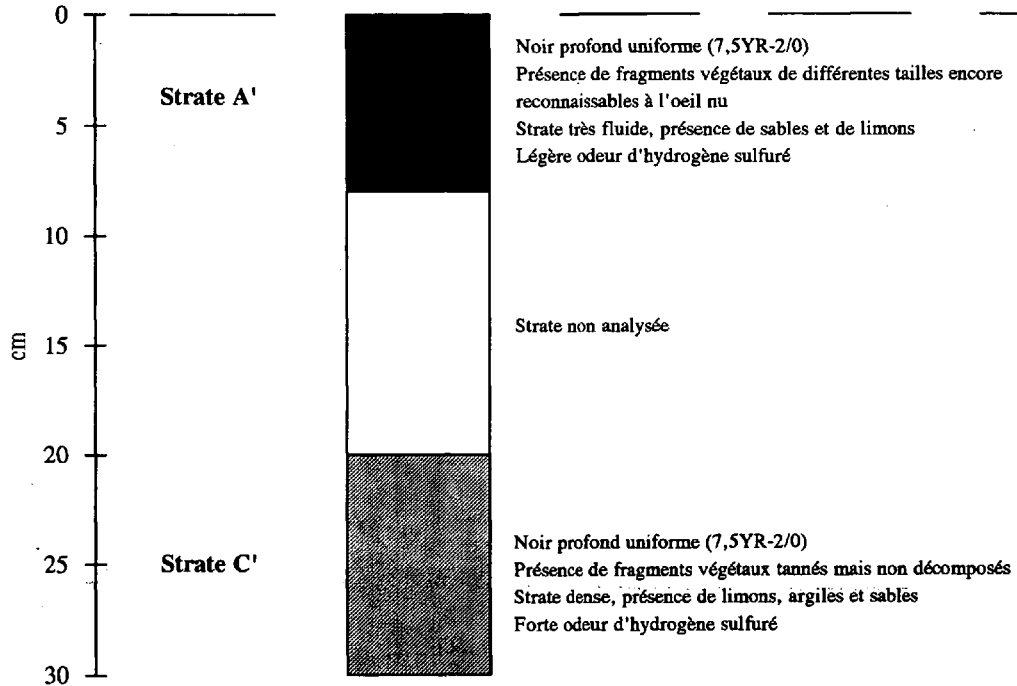 0
Noir profond uniforme (7,5YR-2/0)
Présence de fragments végétaux de différentes tailles encore
Strate A'
reconnaissables à l'oeil nu
5
Strate très fluide, présence de sables et de limons
Légère odeur d'hydrogène sulfuré
10
cm
15
Strate non analysée
20
Noir profond uniforme (7,5YR-2/0)
25
Strate C'
Présence de fragments végétaux tannés mais non décomposés
Strate dense, présence de limons, argiles et sables
Forte odeur d'hydrogène sulfuré
30